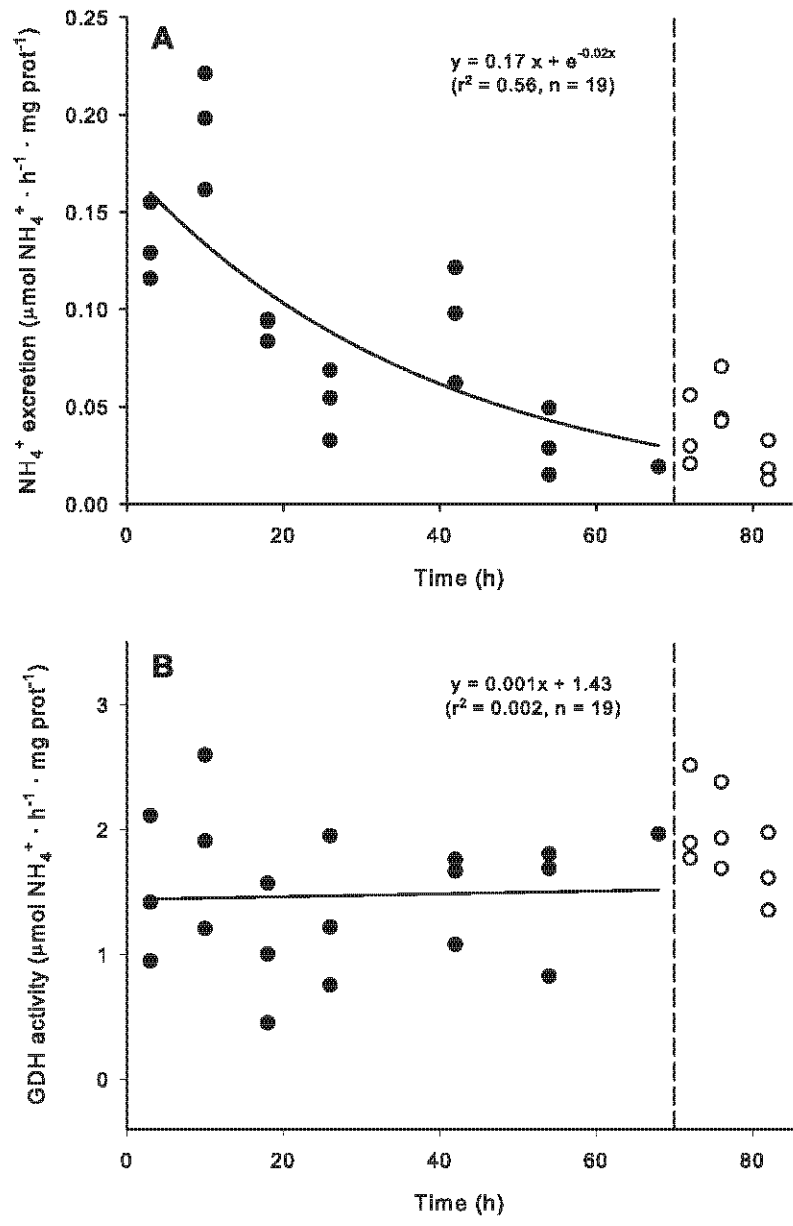 A
y = 0.17 x + e^-0.02x
(r² = 0.56, n = 19)
NH₄⁺ excretion (µmol NH₄⁺ · h⁻¹ · mg prot⁻¹)
0.25
0.20
0.15
0.10
0.05
0.00
0 20 40 60 80
Time (h)
B
y = 0.001x + 1.43
(r² = 0.002, n = 19)
GDH activity (µmol NH₄⁺ · h⁻¹ · mg prot⁻¹)
3
2
1
0
0 20 40 60 80
Time (h)